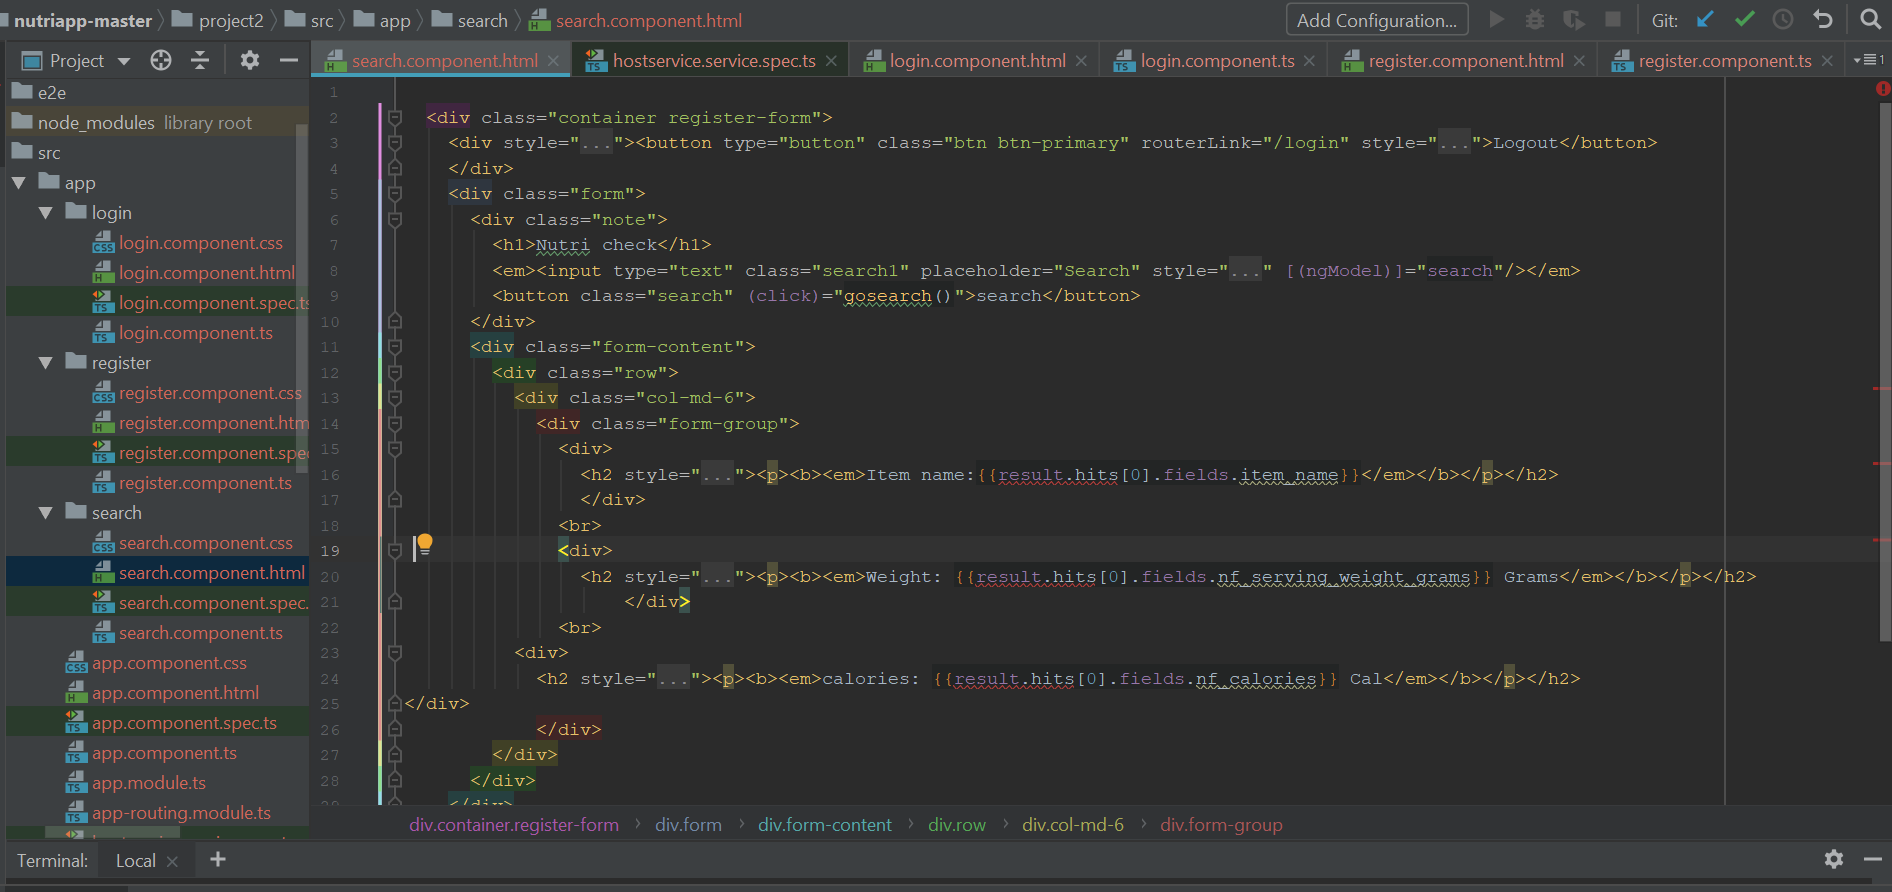 nutriapp-master project2 src app search search.component.html Add Configuration... Git:
Project
search.component.html hostservice.service.spec.ts login.component.html login.component.ts register.component.html register.component.ts 1
e2e
node_modules library root
src
app
login
login.component.css
login.component.html
login.component.spec.ts
login.component.ts
register
register.component.css
register.component.htm
register.component.spe
register.component.ts
search
search.component.css
search.component.html
search.component.spec.
search.component.ts
app.component.css
app.component.html
app.component.spec.ts
app.component.ts
app.module.ts
app-routing.module.ts
1
2 <div class="container register-form">
3 <div style="..."><button type="button" class="btn btn-primary" routerLink="/login" style="...">Logout</button>
4 </div>
5 <div class="form">
6 <div class="note">
7 <h1>Nutri check</h1>
8 <em><input type="text" class="search1" placeholder="Search" style="..." [(ngModel)]="search"/></em>
9 <button class="search" (click)="gosearch()">search</button>
10 </div>
11 <div class="form-content">
12 <div class="row">
13 <div class="col-md-6">
14 <div class="form-group">
15 <div>
16 <h2 style="..."><p><b><em>Item name:{{result.hits[0].fields.item_name}}</em></b></p></h2>
17 </div>
18 <br>
19 <div>
20 <h2 style="..."><p><b><em>Weight: {{result.hits[0].fields.nf_serving_weight_grams}} Grams</em></b></p></h2>
21 </div>
22 <br>
23 <div>
24 <h2 style="..."><p><b><em>calories: {{result.hits[0].fields.nf_calories}} Cal</em></b></p></h2>
25 </div>
26 </div>
27 </div>
28 </div>
29 </div>
div.container.register-form div.form div.form-content div.row div.col-md-6 div.form-group
Terminal: Local